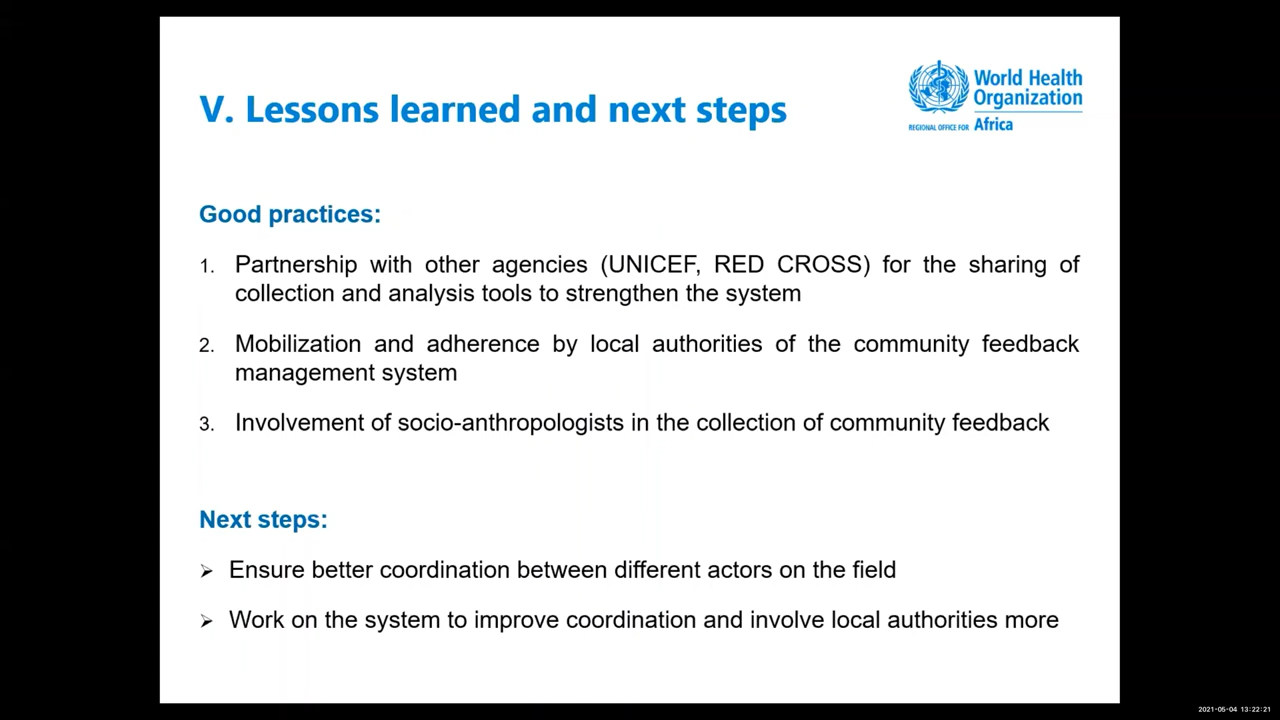 V. Lessons learned and next steps
World Health
Organization
REGIONAL OFFICE FOR Africa
Good practices:
1. Partnership with other agencies (UNICEF, RED CROSS) for the sharing of
collection and analysis tools to strengthen the system
2. Mobilization and adherence by local authorities of the community feedback
management system
3. Involvement of socio-anthropologists in the collection of community feedback
Next steps:
➢ Ensure better coordination between different actors on the field
➢ Work on the system to improve coordination and involve local authorities more
2021-05-04 13:22:21